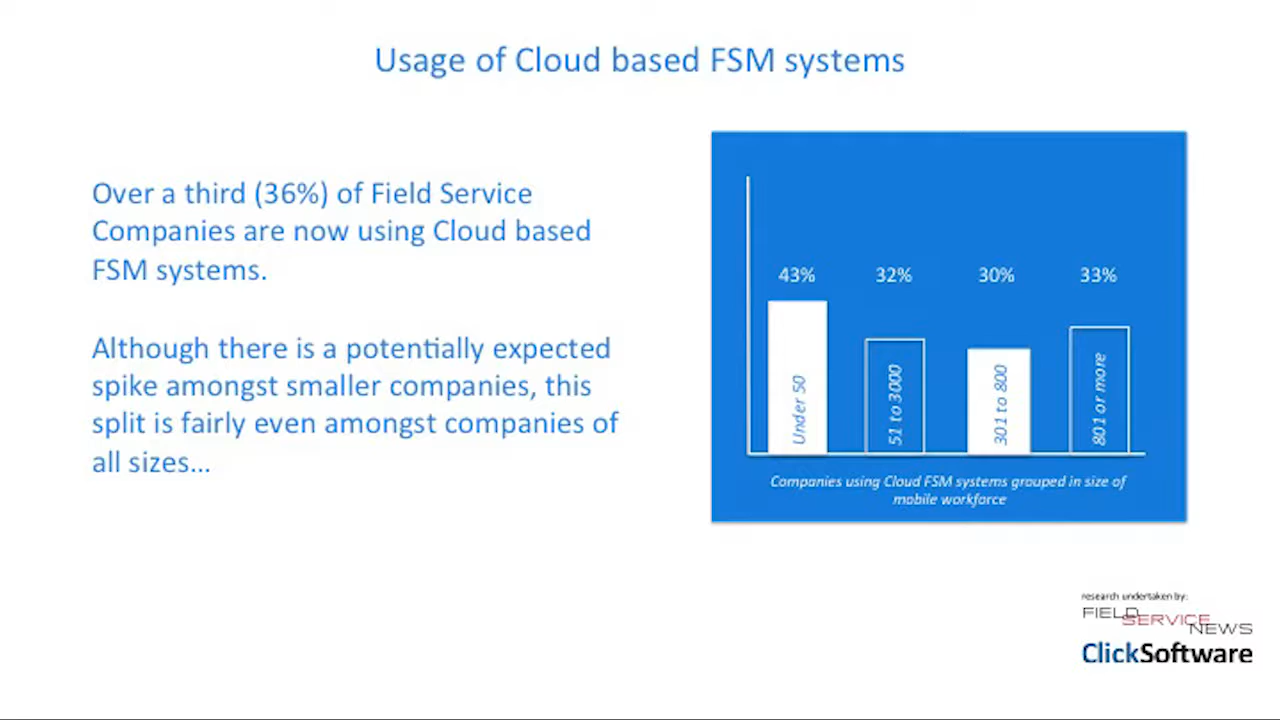 Usage of Cloud based FSM systems
Over a third (36%) of Field Service
Companies are now using Cloud based
FSM systems.
Although there is a potentially expected
spike amongst smaller companies, this
split is fairly even amongst companies of
all sizes...
43%
32%
30%
33%
Under 50
51 to 3000
301 to 800
801 or more
Companies using Cloud FSM systems grouped in size of
mobile workforce
research undertaken by:
FIELD
SERVICE
NEWS
ClickSoftware